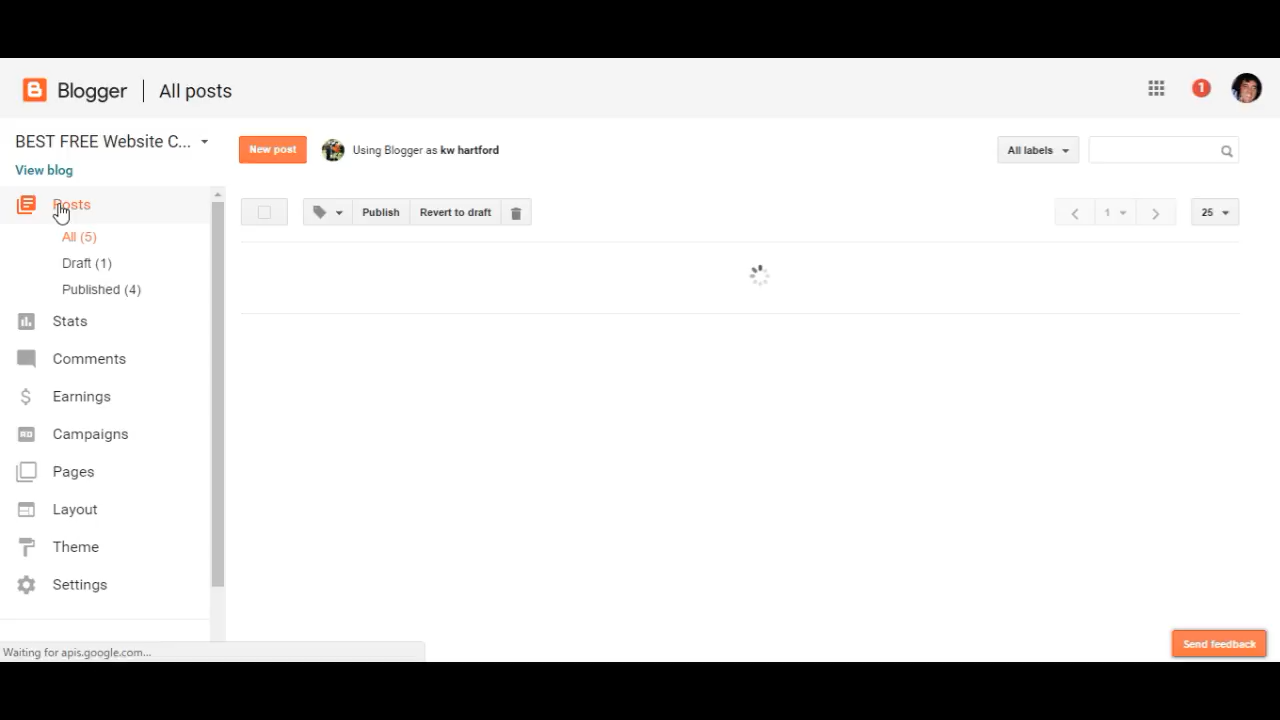 Blogger | All posts
1
BEST FREE Website C...
View blog
New post
Using Blogger as kw hartford
All labels
Posts
All (5)
Draft (1)
Published (4)
Publish
Revert to draft
1
25
Stats
Comments
Earnings
Campaigns
Pages
Layout
Theme
Settings
Waiting for apis.google.com...
Send feedback